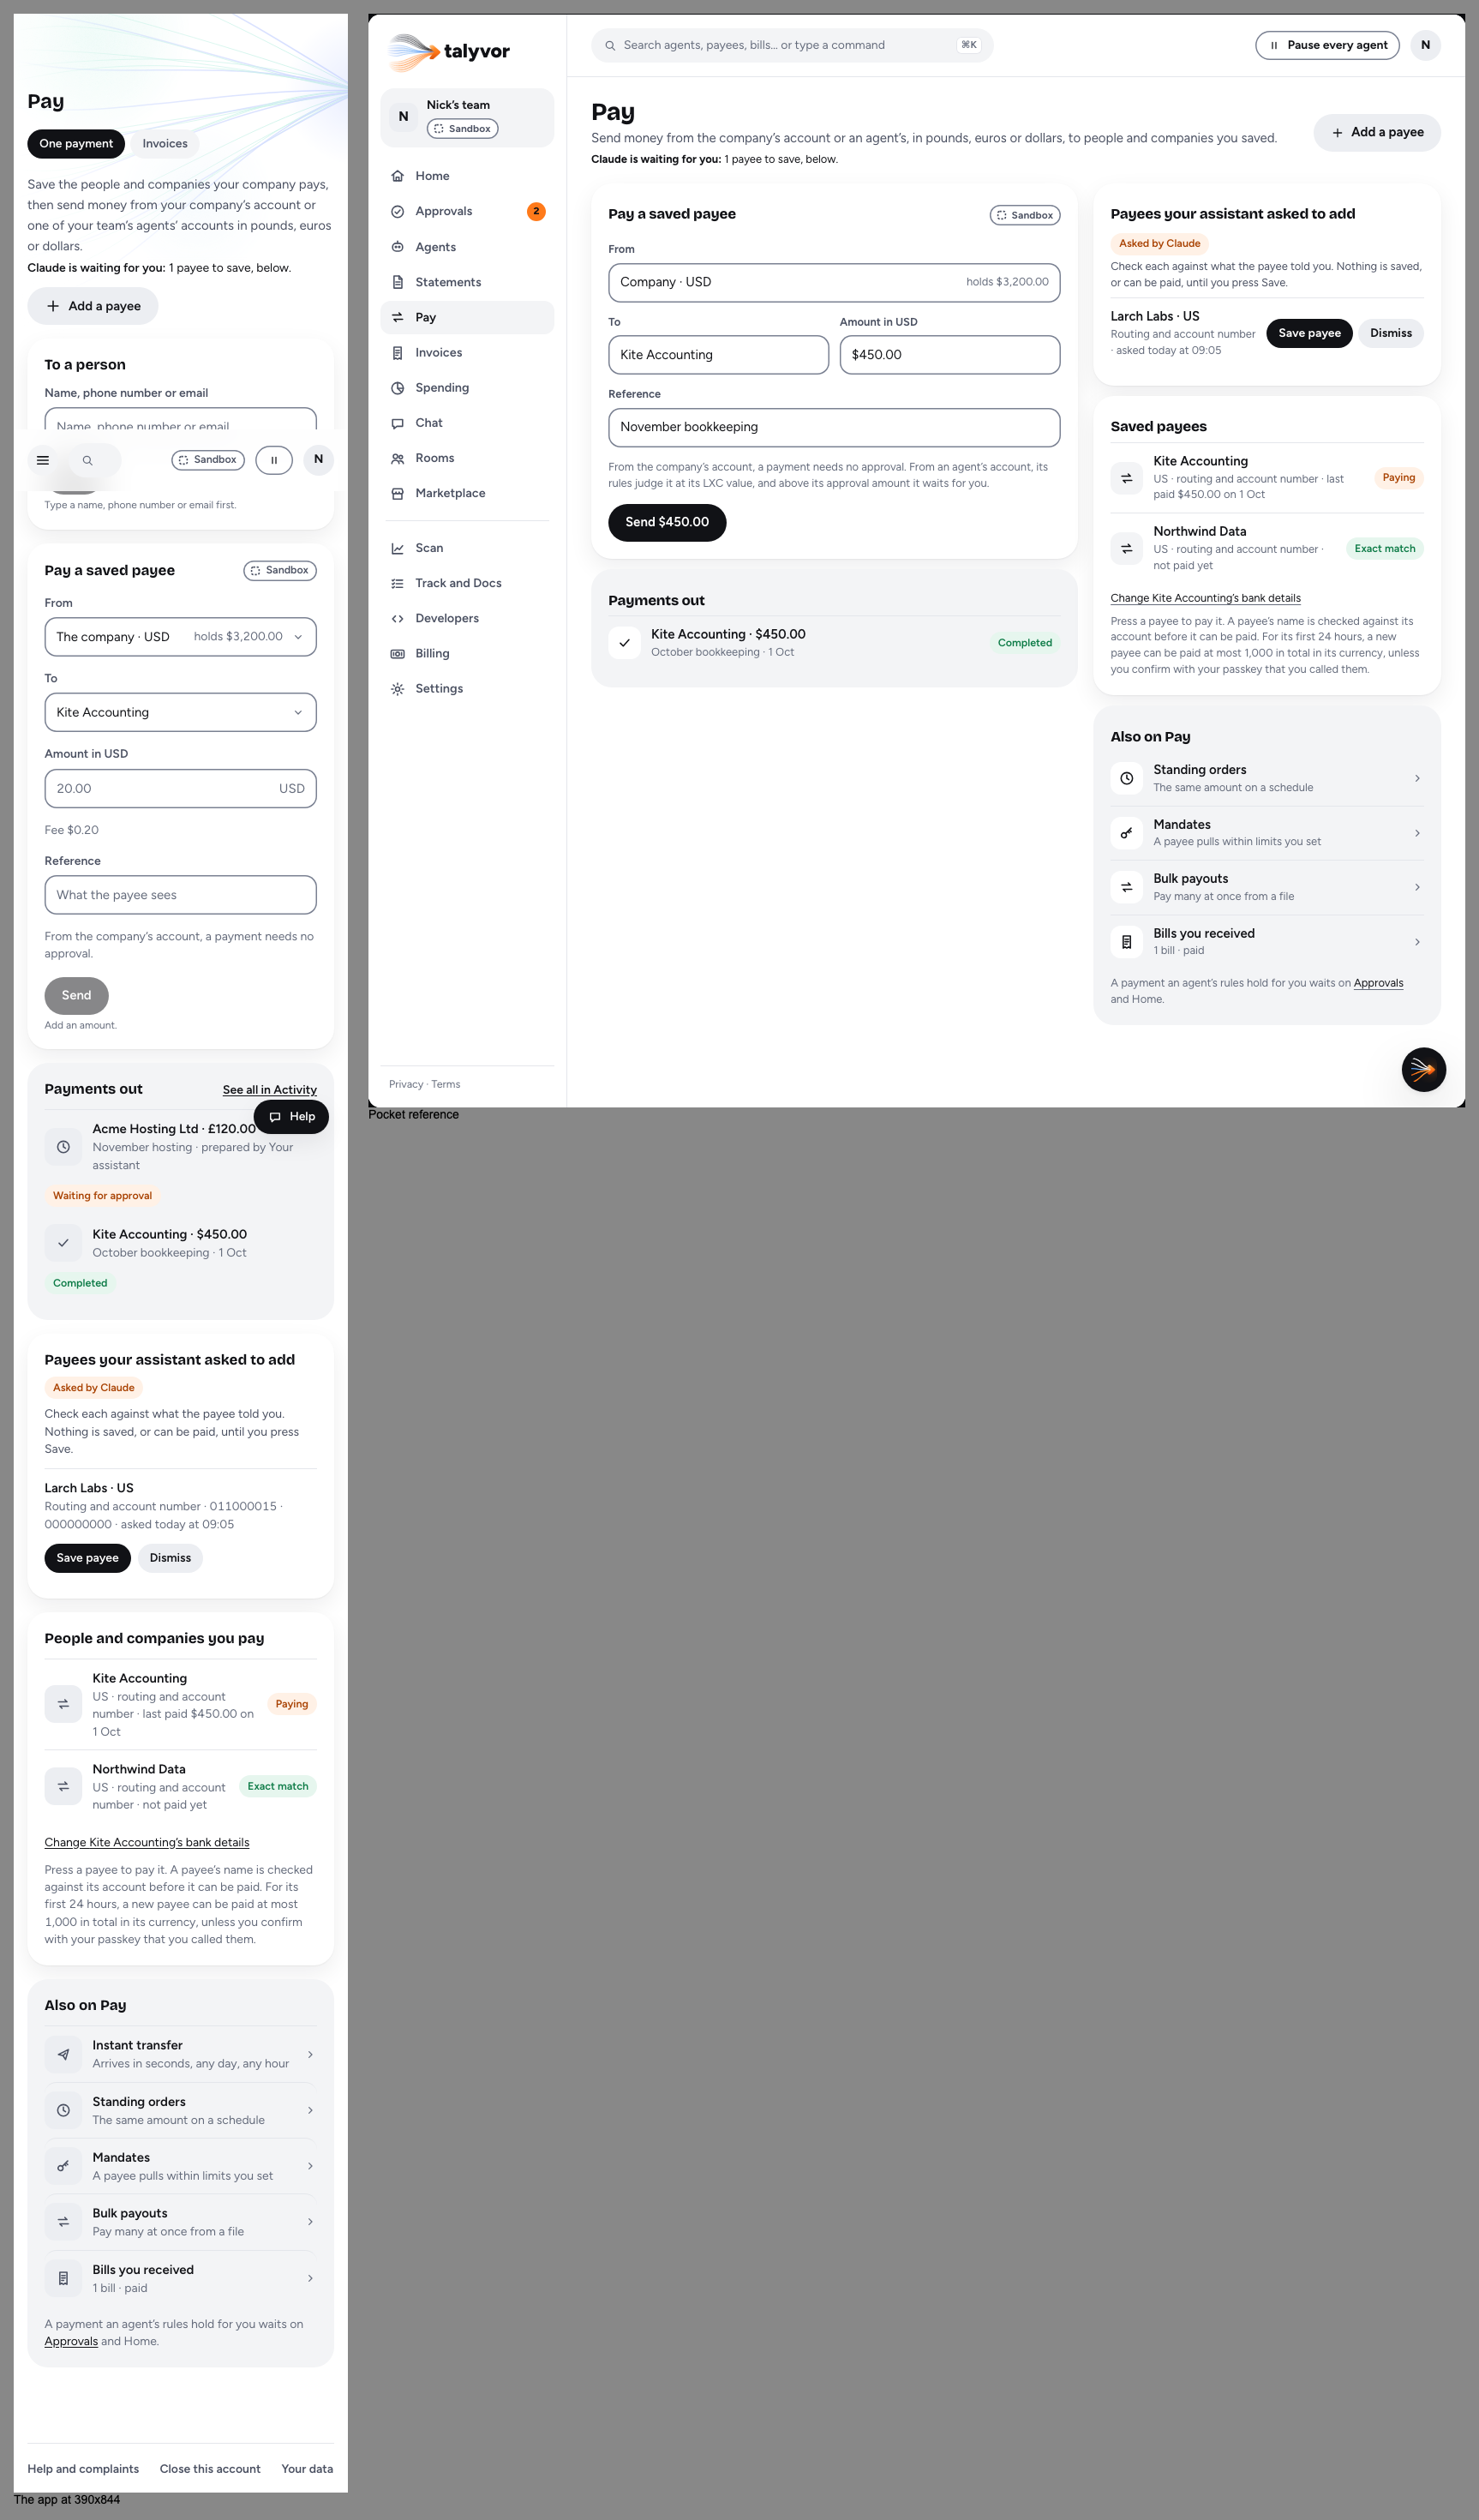 Pay
One payment
Invoices
Save the people and companies your company pays,
then send money from your company's account or
one of your team's agents' accounts in pounds, euros
or dollars.
Claude is waiting for you: 1 payee to save, below.
Add a payee
To a person
Name, phone number or email
Name, phone number or email
Sandbox
N
Type a name, phone number or email first.
Pay a saved payee
Sandbox
From
The company · USD
holds $3,200.00
To
Kite Accounting
Amount in USD
20.00
USD
Fee $0.20
Reference
What the payee sees
From the company's account, a payment needs no
approval.
Send
Add an amount.
Payments out
See all in Activity
Help
Acme Hosting Ltd · £120.00
November hosting · prepared by Your
assistant
Waiting for approval
Kite Accounting · $450.00
October bookkeeping · 1 Oct
Completed
Payees your assistant asked to add
Asked by Claude
Check each against what the payee told you.
Nothing is saved, or can be paid, until you press
Save.
Larch Labs · US
Routing and account number · 011000015 ·
000000000 · asked today at 09:05
Save payee
Dismiss
People and companies you pay
Kite Accounting
US · routing and account
number · last paid $450.00 on
1 Oct
Paying
Northwind Data
US · routing and account
number · not paid yet
Exact match
Change Kite Accounting's bank details
Press a payee to pay it. A payee's name is checked
against its account before it can be paid. For its
first 24 hours, a new payee can be paid at most
1,000 in total in its currency, unless you confirm
with your passkey that you called them.
Also on Pay
Instant transfer
Arrives in seconds, any day, any hour
Standing orders
The same amount on a schedule
Mandates
A payee pulls within limits you set
Bulk payouts
Pay many at once from a file
Bills you received
1 bill · paid
A payment an agent's rules hold for you waits on
Approvals and Home.
Help and complaints
Close this account
Your data
The app at 390x844
talyvor
N
Nick's team
Sandbox
Home
Approvals
2
Agents
Statements
Pay
Invoices
Spending
Chat
Rooms
Marketplace
Scan
Track and Docs
Developers
Billing
Settings
Privacy · Terms
Search agents, payees, bills... or type a command
⌘K
Pause every agent
N
Pay
Send money from the company's account or an agent's, in pounds, euros or dollars, to people and companies you saved.
Claude is waiting for you: 1 payee to save, below.
Add a payee
Pay a saved payee
Sandbox
From
Company · USD
holds $3,200.00
To
Kite Accounting
Amount in USD
$450.00
Reference
November bookkeeping
From the company's account, a payment needs no approval. From an agent's account, its
rules judge it at its LXC value, and above its approval amount it waits for you.
Send $450.00
Payments out
Kite Accounting · $450.00
October bookkeeping · 1 Oct
Completed
Payees your assistant asked to add
Asked by Claude
Check each against what the payee told you. Nothing is saved,
or can be paid, until you press Save.
Larch Labs · US
Routing and account number
· asked today at 09:05
Save payee
Dismiss
Saved payees
Kite Accounting
US · routing and account number · last
paid $450.00 on 1 Oct
Paying
Northwind Data
US · routing and account number ·
not paid yet
Exact match
Change Kite Accounting's bank details
Press a payee to pay it. A payee's name is checked against its
account before it can be paid. For its first 24 hours, a new
payee can be paid at most 1,000 in total in its currency, unless
you confirm with your passkey that you called them.
Also on Pay
Standing orders
The same amount on a schedule
Mandates
A payee pulls within limits you set
Bulk payouts
Pay many at once from a file
Bills you received
1 bill · paid
A payment an agent's rules hold for you waits on Approvals
and Home.
Pocket reference